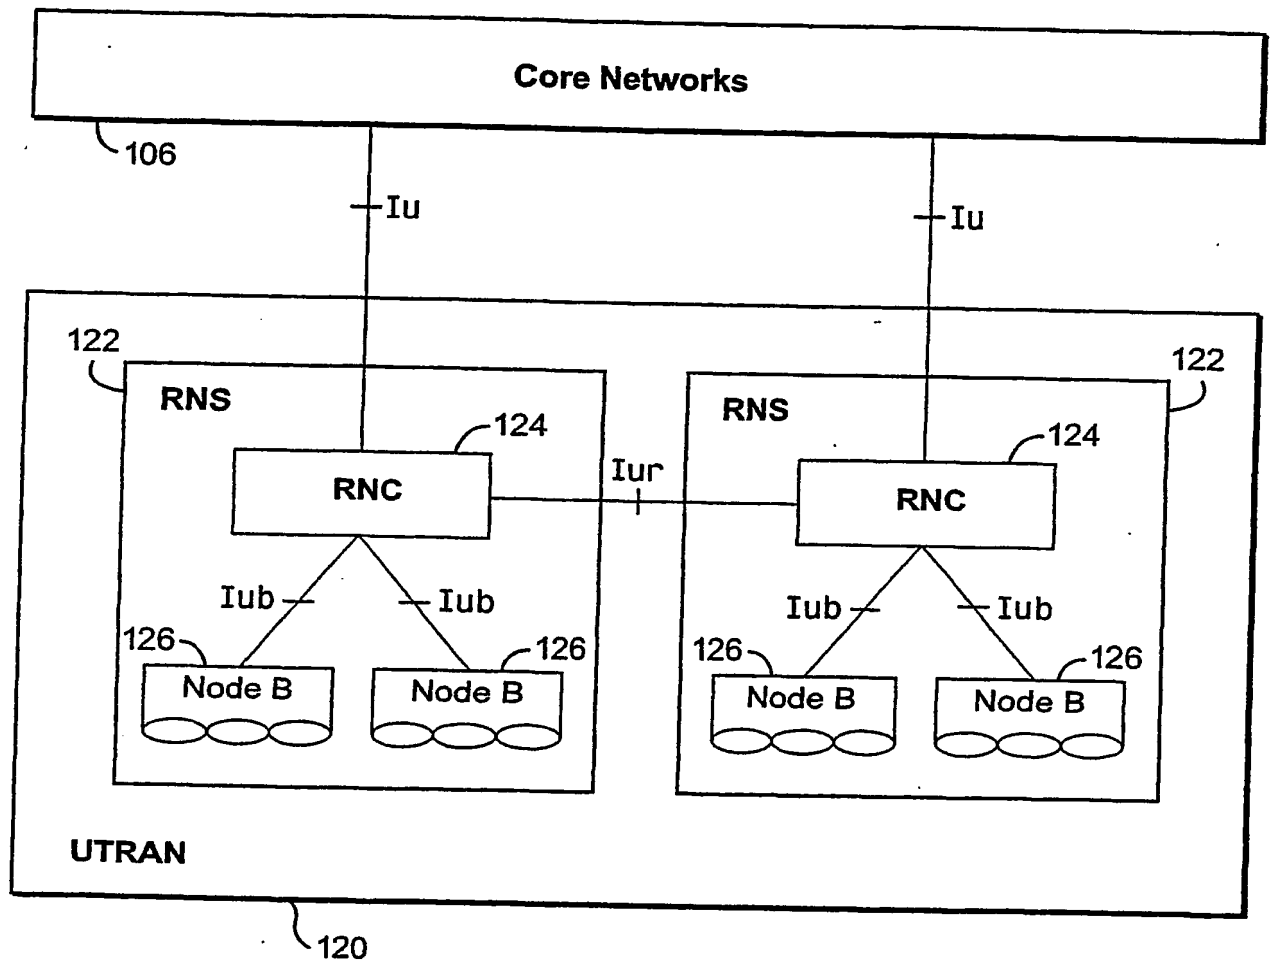 Core Networks
106
Iu
Iu
122
122
RNS
RNS
124
124
Iur
RNC
RNC
Iub
Iub
Iub
Iub
126
126
126
126
Node B
Node B
Node B
Node B
UTRAN
120